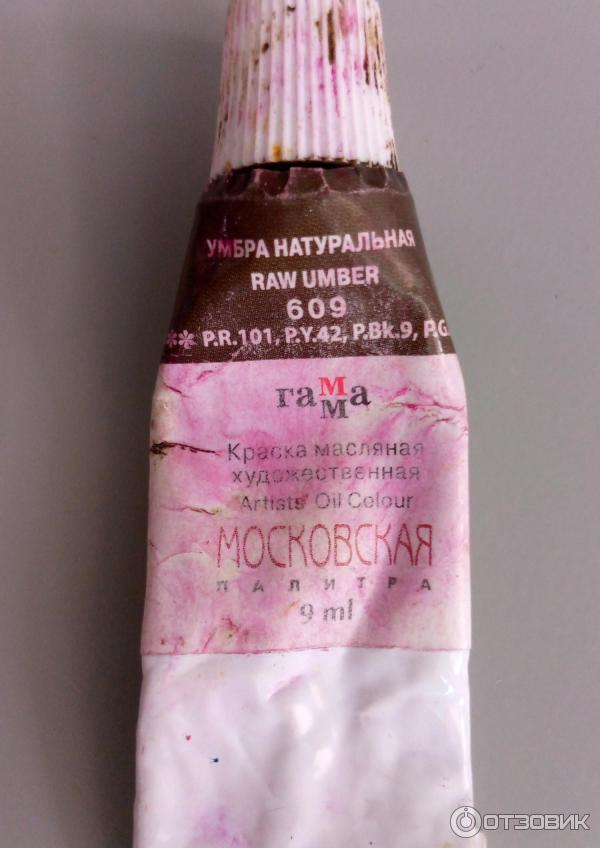 УМБРА НАТУРАЛЬНАЯ
RAW UMBER
609
** P.R.101, P.Y.42, P.Bk.9, P.G.
гамма
Краска масляная
художественная
Artists' Oil Colour
МОСКОВСКАЯ
ПАЛИТРА
9 ml
ОТЗОВИК